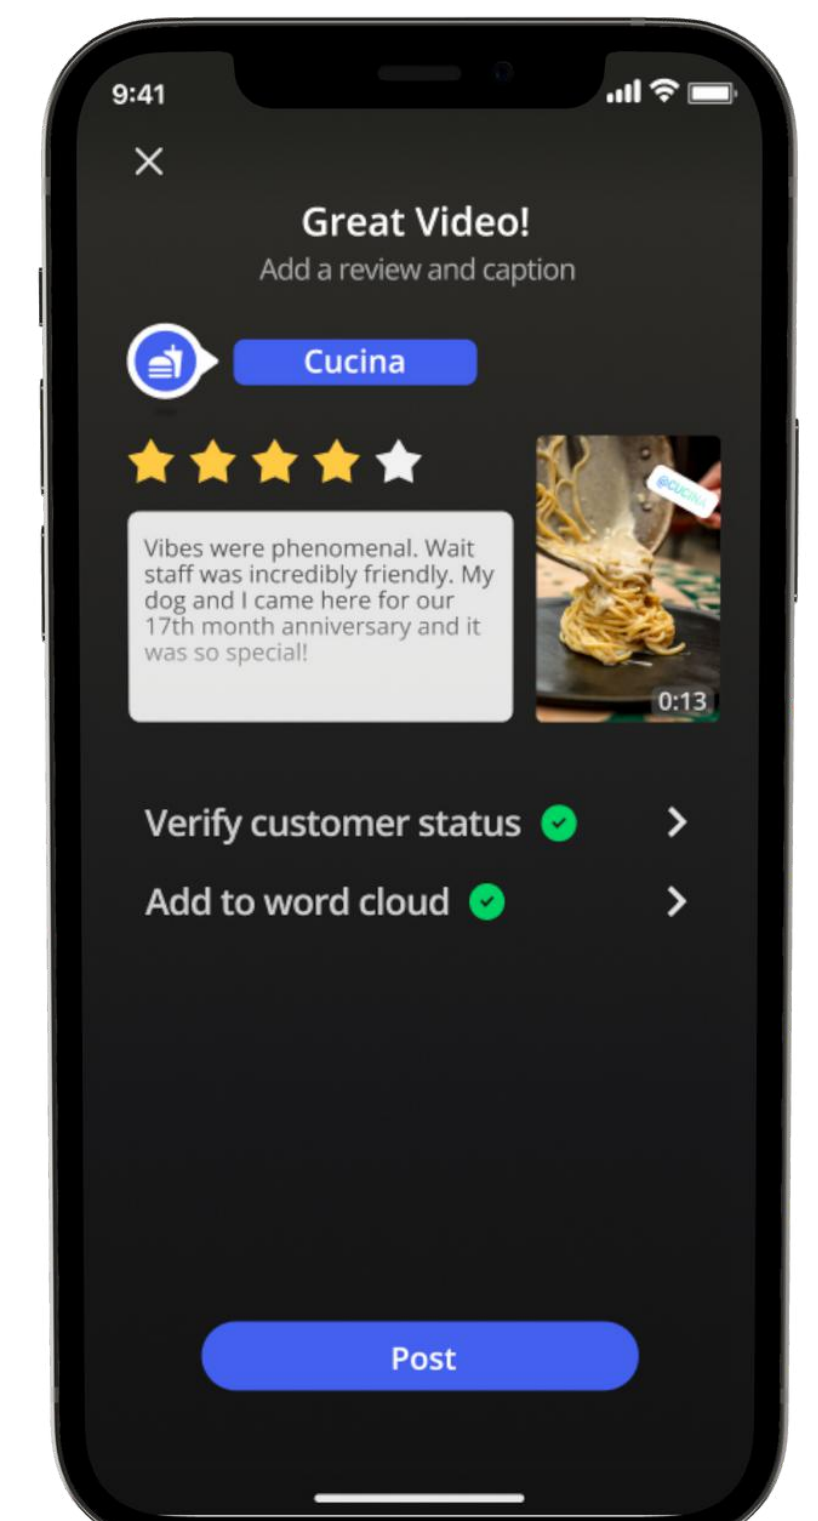 9:41
Great Video!
Add a review and caption
Cucina
@CUCINA
Vibes were phenomenal. Wait
staff was incredibly friendly. My
dog and I came here for our
17th month anniversary and it
was so special!
0:13
Verify customer status
Add to word cloud
Post